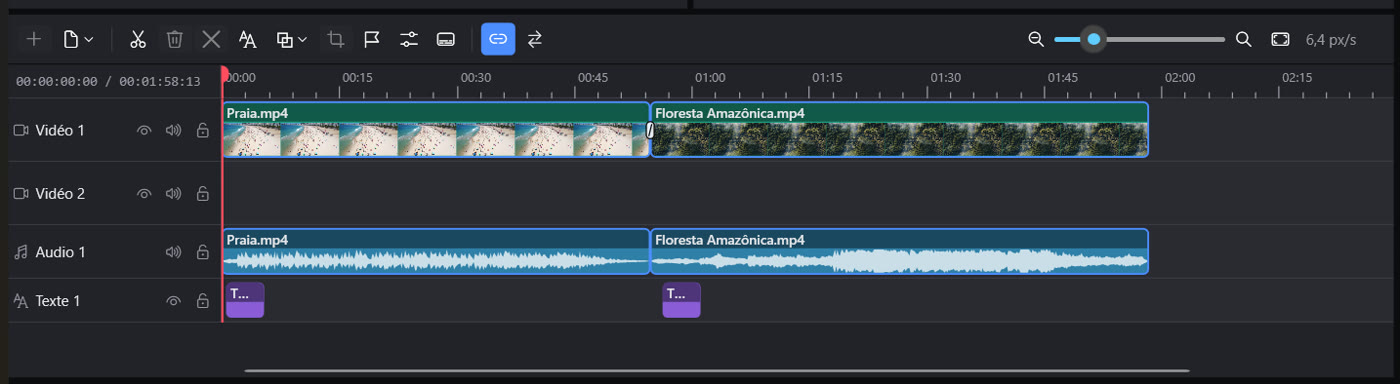 6,4 px/s
00:00:00:00 / 00:01:58:13
00:00 00:15 00:30 00:45 01:00 01:15 01:30 01:45 02:00 02:15
Vidéo 1
Praia.mp4 Floresta Amazônica.mp4
Vidéo 2
Audio 1
Praia.mp4 Floresta Amazônica.mp4
Texte 1
T... T...